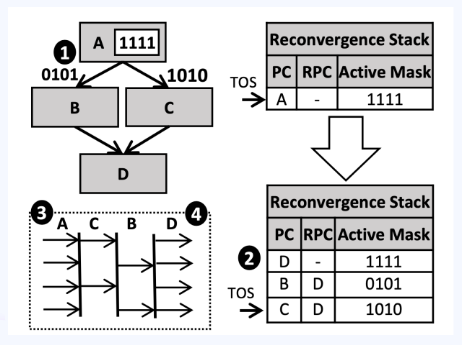 1
A 1111
0101 1010
B C
D
3 4
A C B D
Reconvergence Stack
PC RPC Active Mask
TOS
A - 1111
Reconvergence Stack
PC RPC Active Mask
2
D - 1111
B D 0101
TOS
C D 1010